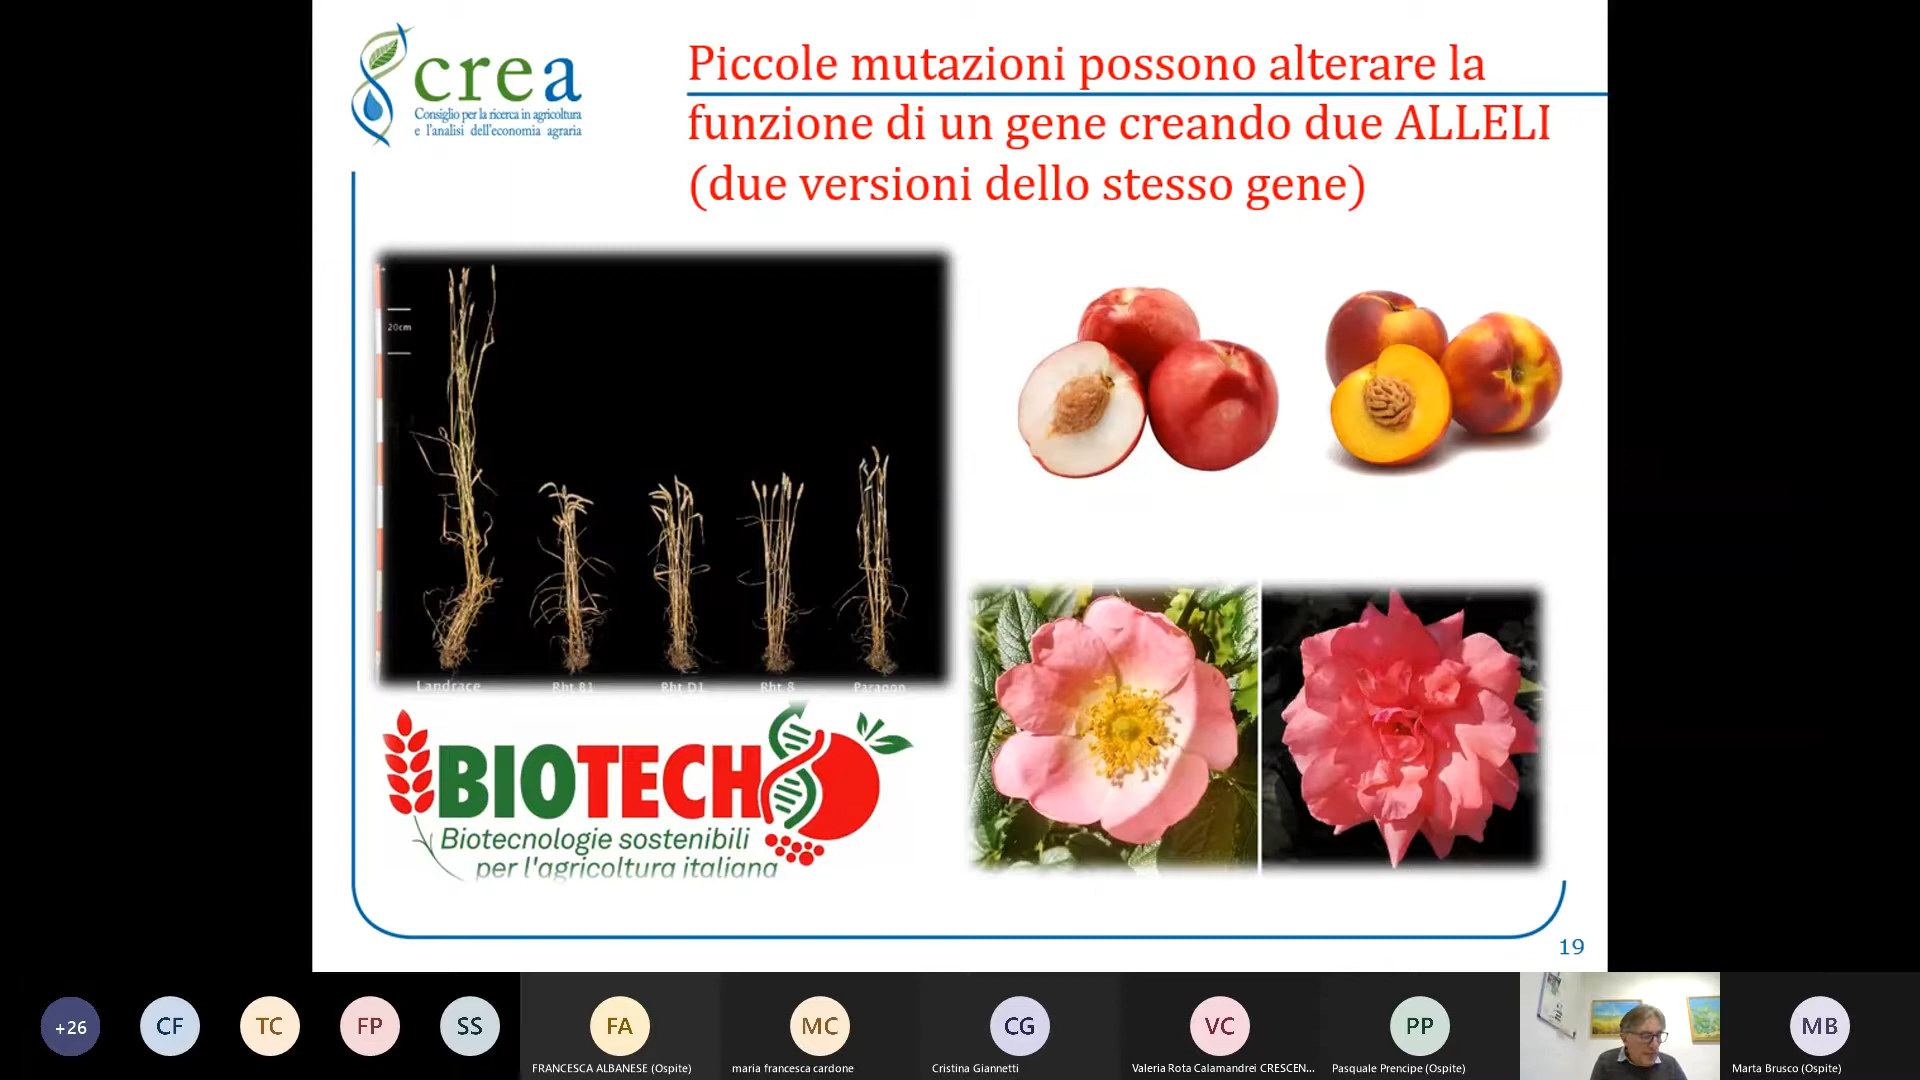 crea
Consiglio per la ricerca in agricoltura
e l'analisi dell'economia agraria
Piccole mutazioni possono alterare la
funzione di un gene creando due ALLELI
(due versioni dello stesso gene)
20cm
Landrace Rht B1 Rht D1 Rht 8 Paragon
BIOTECH
Biotecnologie sostenibili
per l'agricoltura italiana
19
+26 CF TC FP SS FA MC CG VC PP MB
FRANCESCA ALBANESE (Ospite) maria francesca cardone Cristina Giannetti Valeria Rota Calamandrei CRESCEN... Pasquale Prencipe (Ospite) Marta Brusco (Ospite)